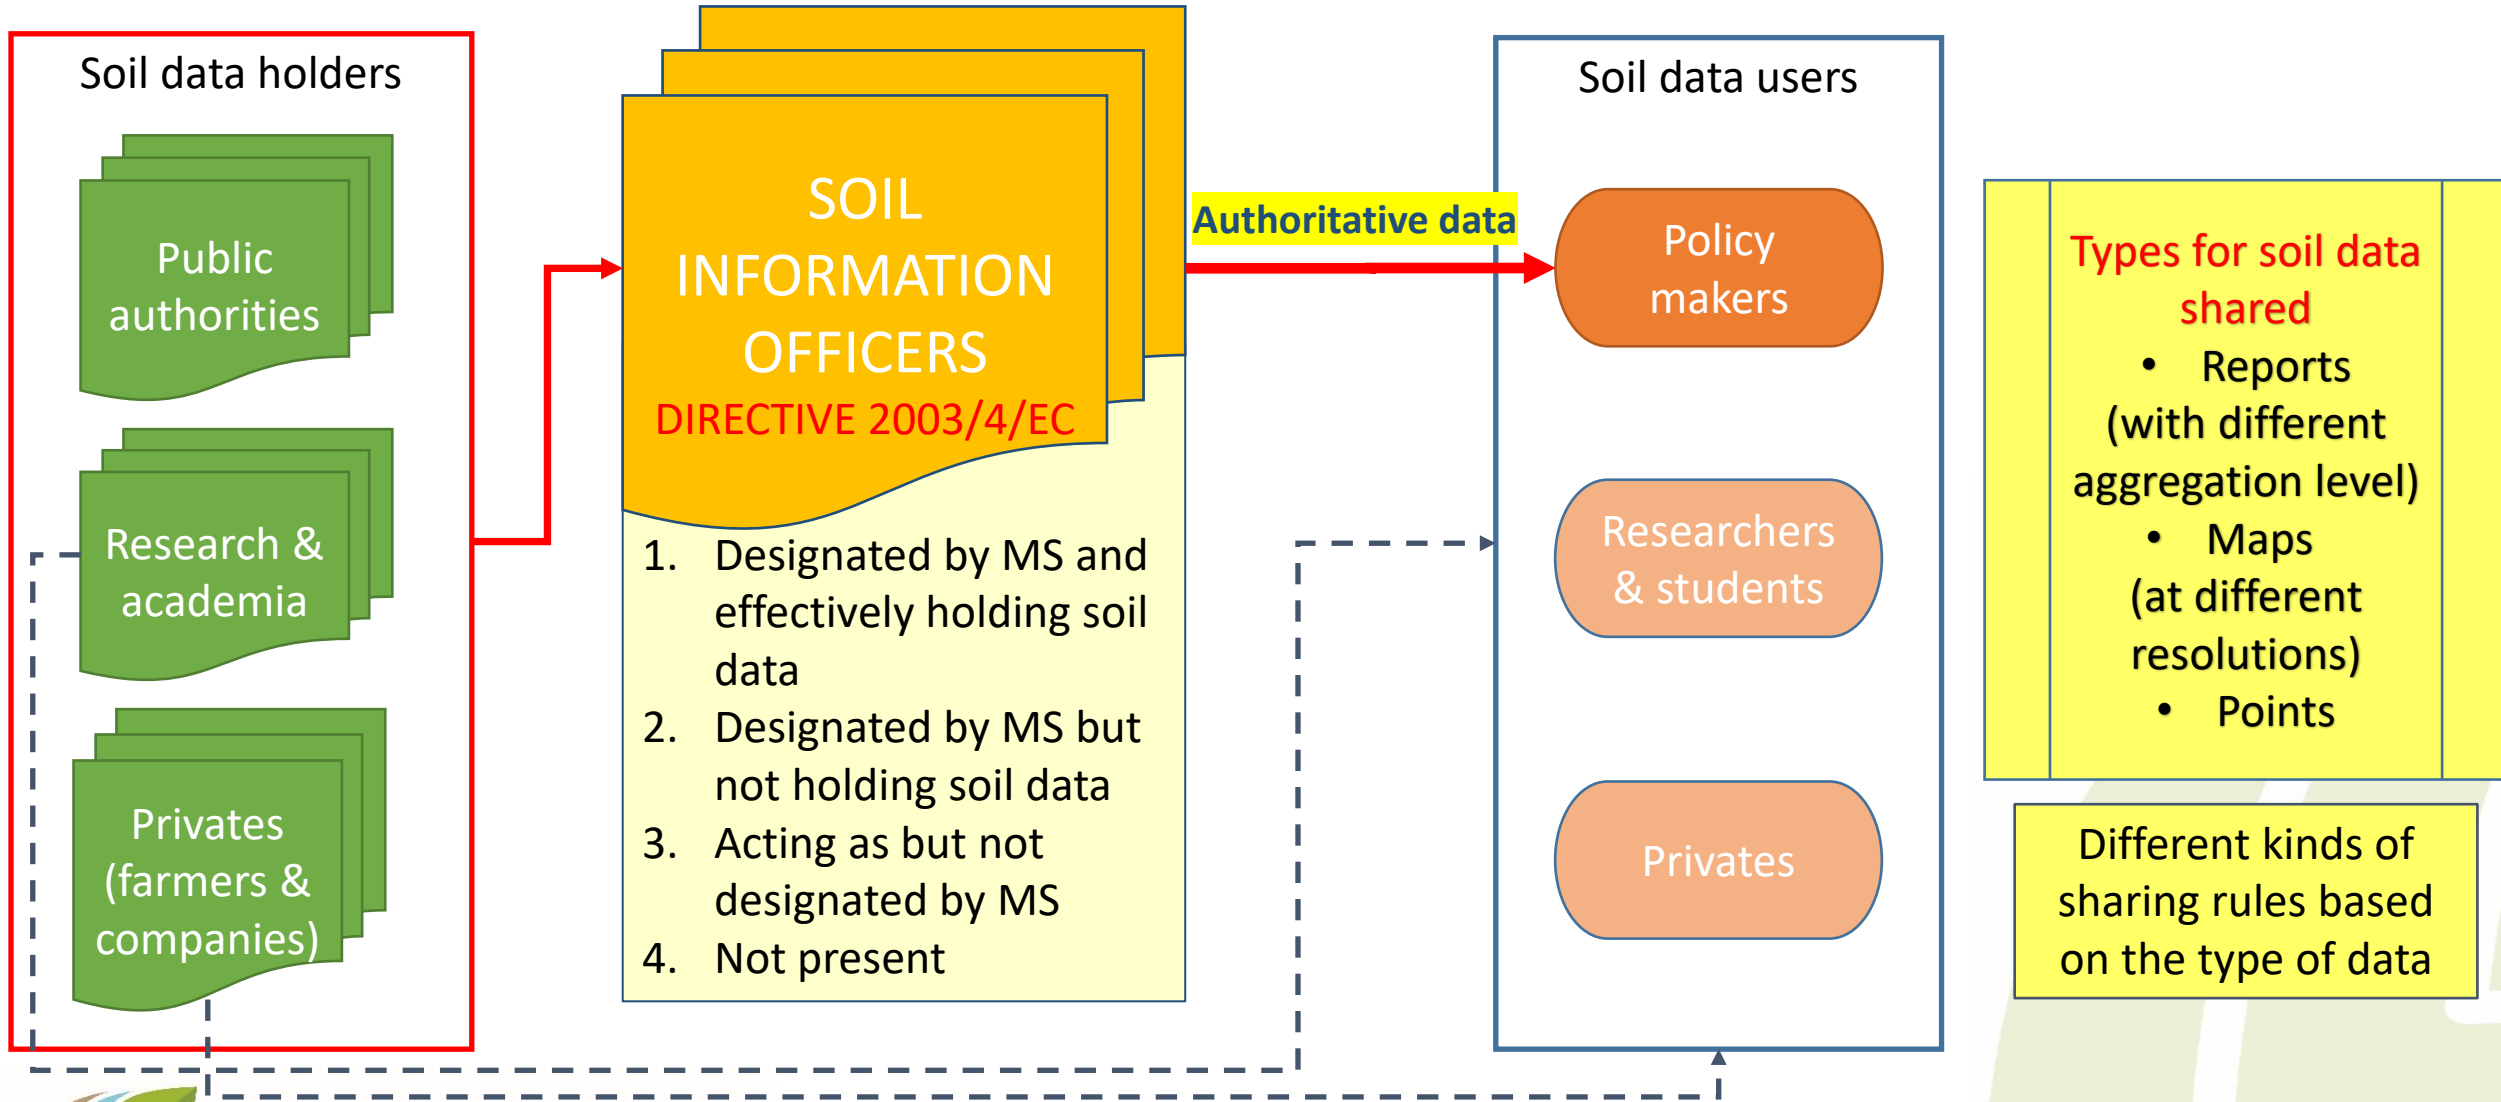 Soil data holders
Public
authorities
Research &
academia
Privates
(farmers &
companies)
SOIL
INFORMATION
OFFICERS
DIRECTIVE 2003/4/EC
1. Designated by MS and
effectively holding soil
data
2. Designated by MS but
not holding soil data
3. Acting as but not
designated by MS
4. Not present
Authoritative data
Soil data users
Policy
makers
Researchers
& students
Privates
Types for soil data
shared
• Reports
(with different
aggregation level)
• Maps
(at different
resolutions)
• Points
Different kinds of
sharing rules based
on the type of data